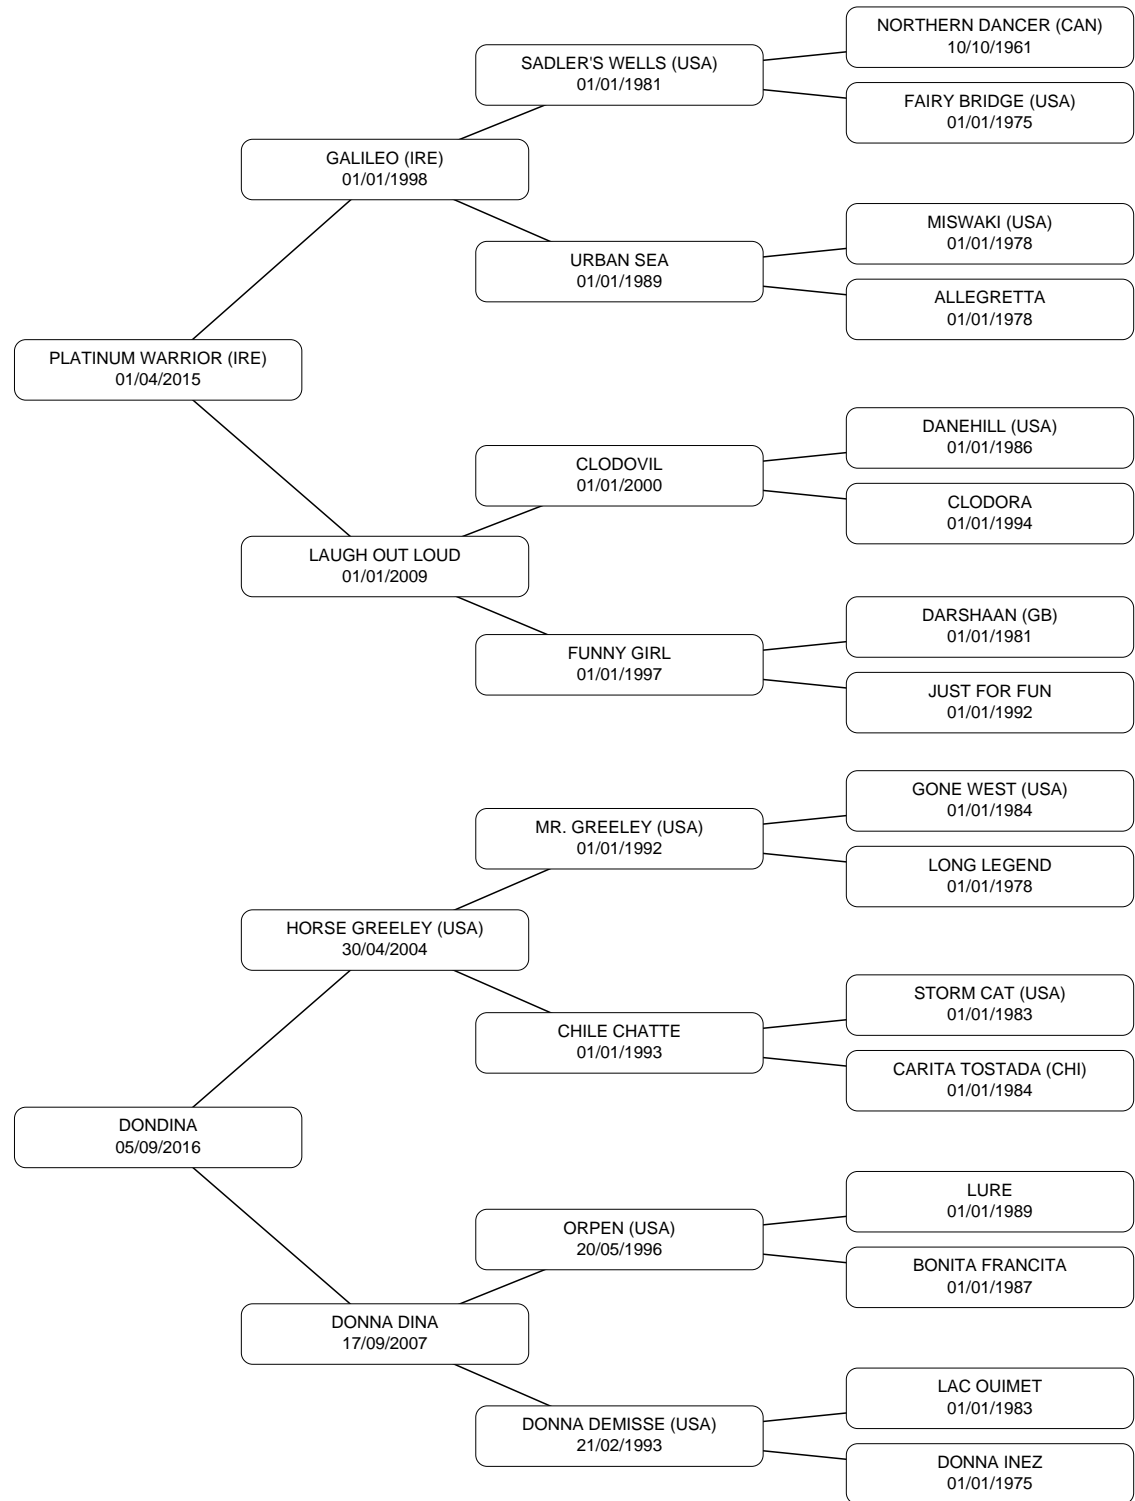 NORTHERN DANCER (CAN)
10/10/1961
SADLER'S WELLS (USA)
01/01/1981
FAIRY BRIDGE (USA)
01/01/1975
GALILEO (IRE)
01/01/1998
MISWAKI (USA)
01/01/1978
URBAN SEA
01/01/1989
ALLEGRETTA
01/01/1978
PLATINUM WARRIOR (IRE)
01/04/2015
DANEHILL (USA)
01/01/1986
CLODOVIL
01/01/2000
CLODORA
01/01/1994
LAUGH OUT LOUD
01/01/2009
DARSHAAN (GB)
01/01/1981
FUNNY GIRL
01/01/1997
JUST FOR FUN
01/01/1992
GONE WEST (USA)
01/01/1984
MR. GREELEY (USA)
01/01/1992
LONG LEGEND
01/01/1978
HORSE GREELEY (USA)
30/04/2004
STORM CAT (USA)
01/01/1983
CHILE CHATTE
01/01/1993
CARITA TOSTADA (CHI)
01/01/1984
DONDINA
05/09/2016
LURE
01/01/1989
ORPEN (USA)
20/05/1996
BONITA FRANCITA
01/01/1987
DONNA DINA
17/09/2007
LAC OUIMET
01/01/1983
DONNA DEMISSE (USA)
21/02/1993
DONNA INEZ
01/01/1975